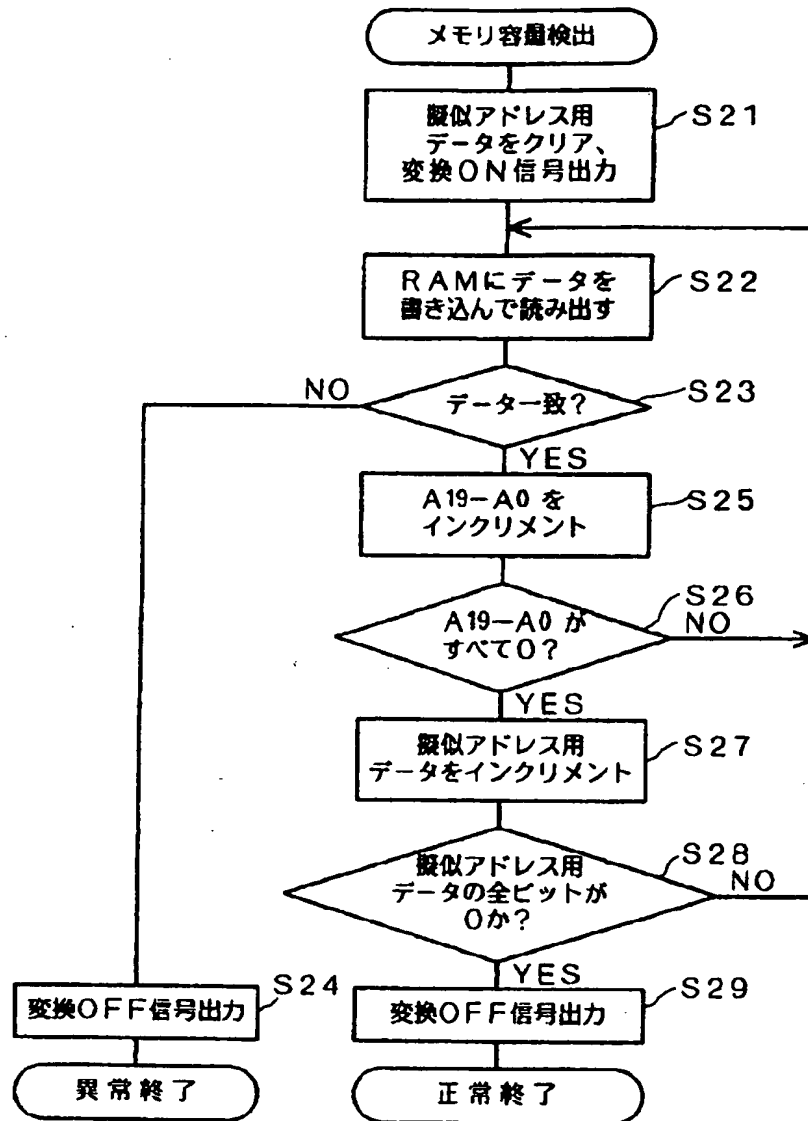 メモリ容量検出
擬似アドレス用
データをクリア、
変換ON信号出力
S21
RAMにデータを
書き込んで読み出す
S22
NO
データ一致?
S23
YES
A19-A0を
インクリメント
S25
A19-A0が
すべて0?
S26
NO
YES
擬似アドレス用
データをインクリメント
S27
擬似アドレス用
データの全ビットが
0か?
S28
NO
YES
変換OFF信号出力
S24
変換OFF信号出力
S29
異常終了
正常終了